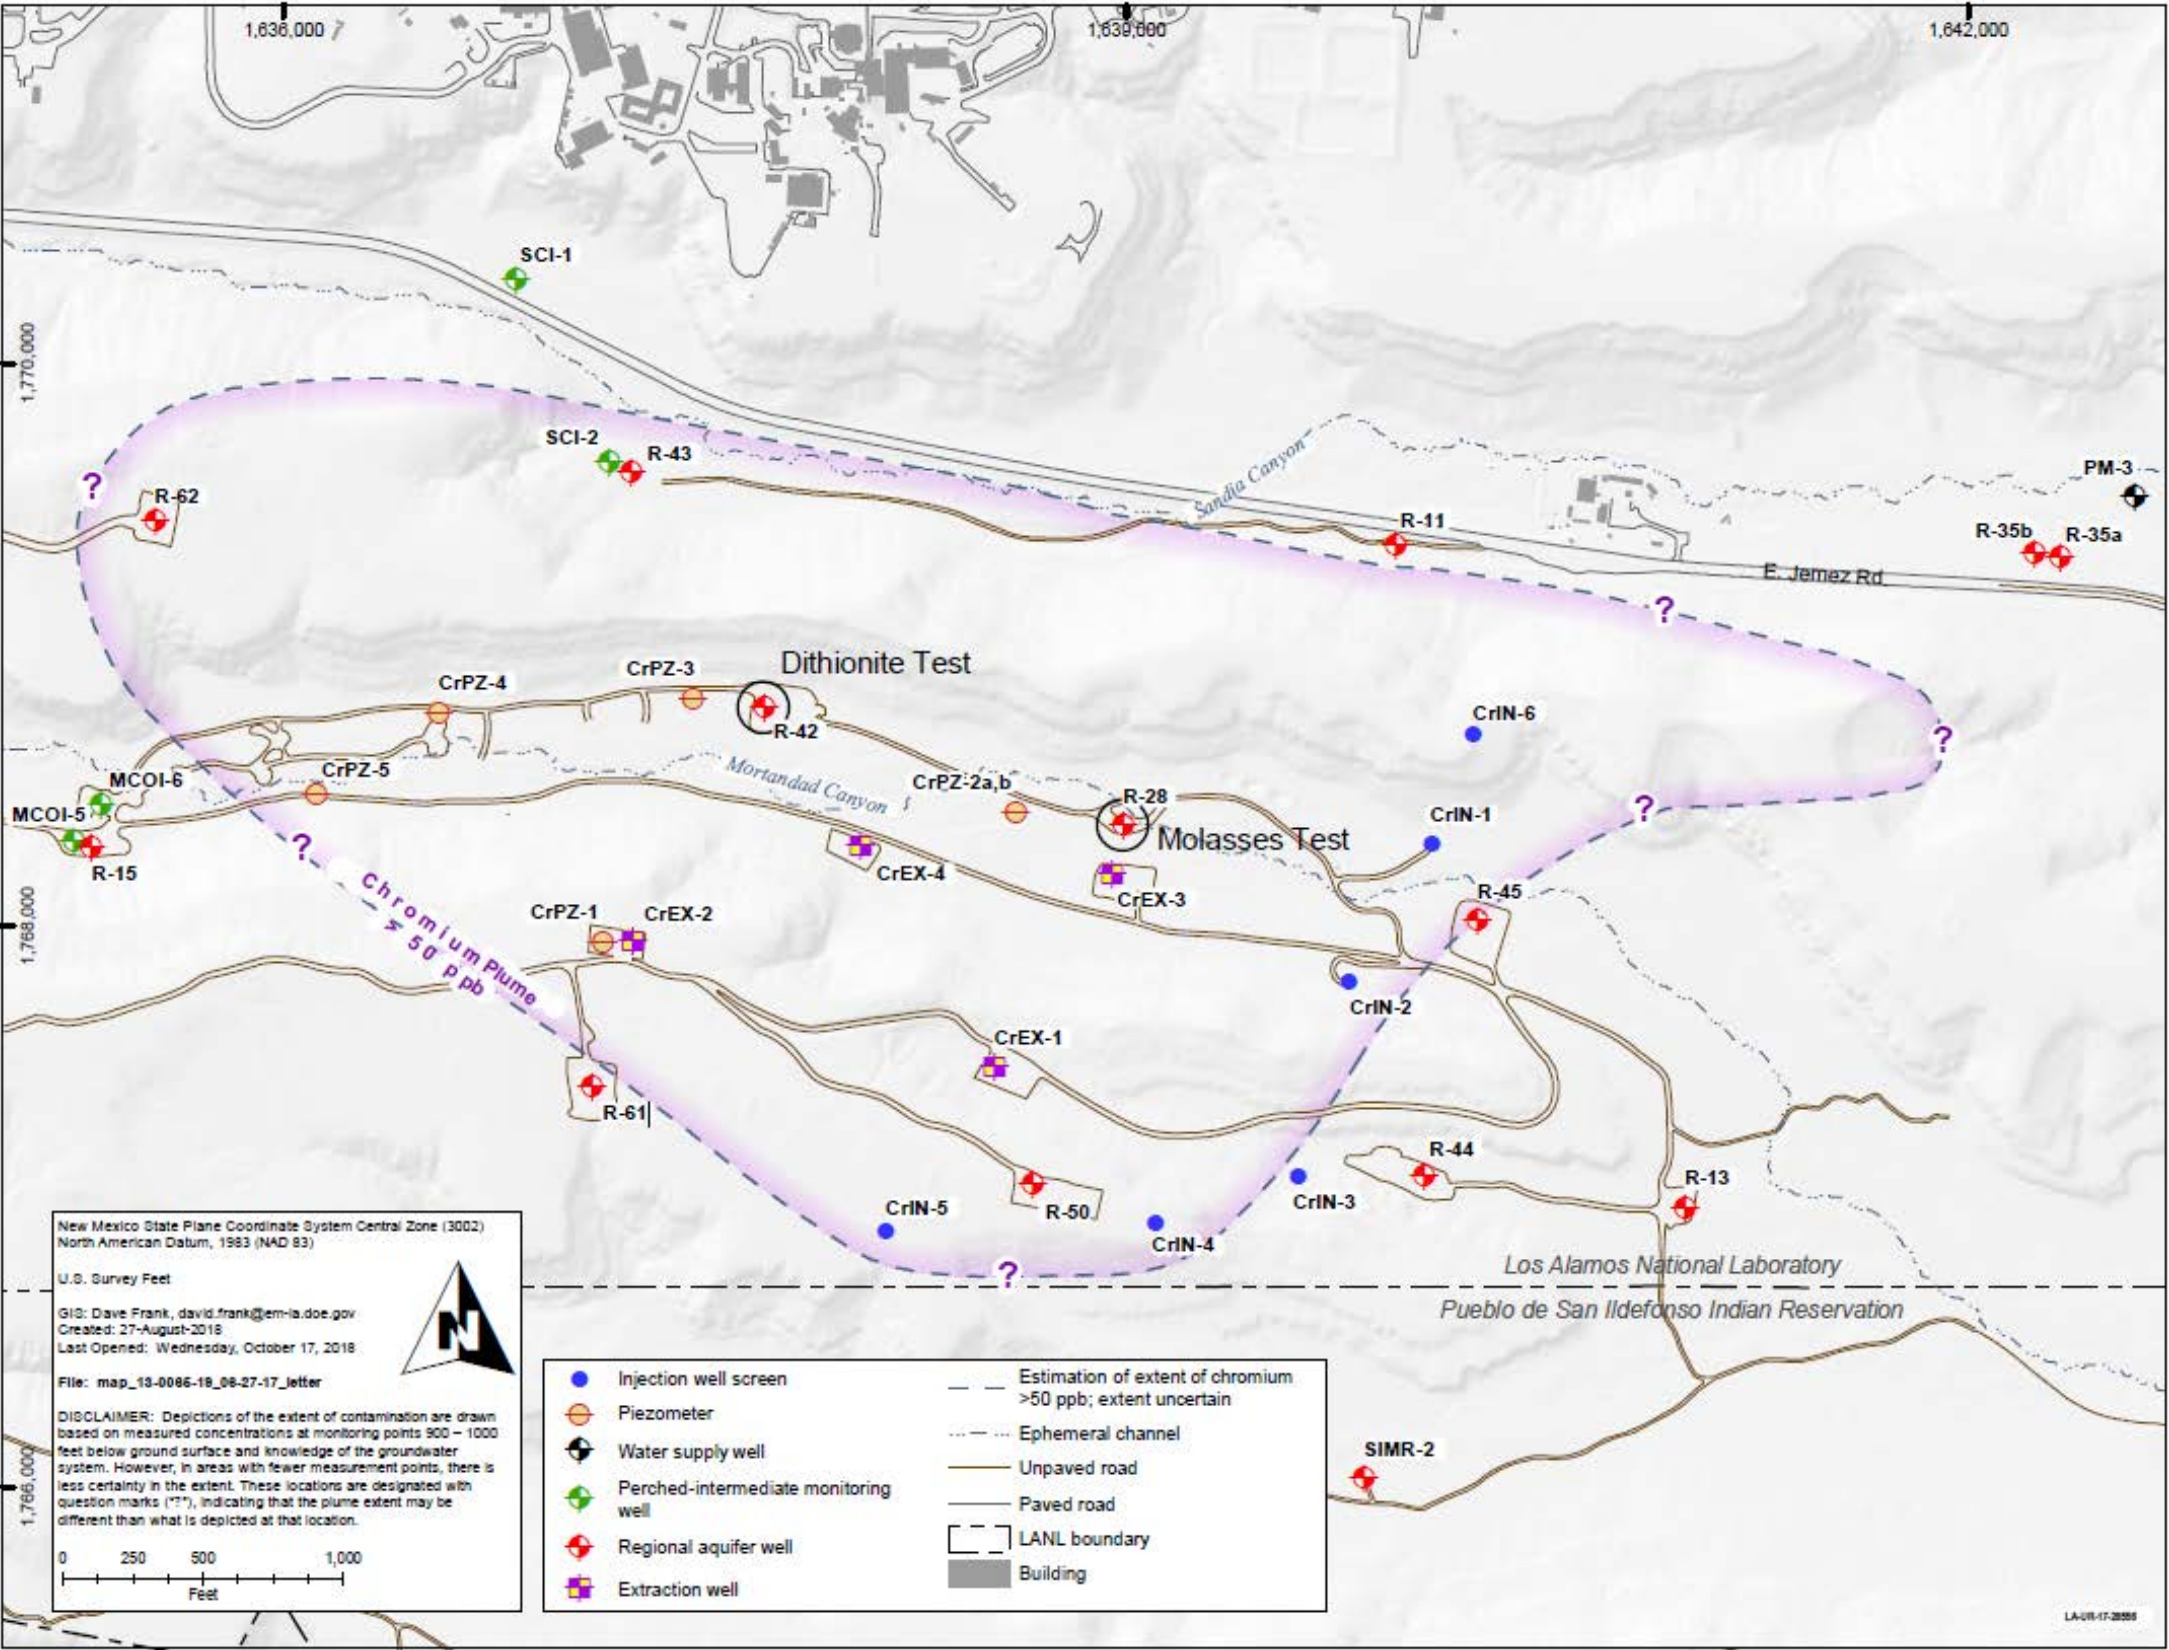 1,636,000
1,639,000
1,642,000
1,770,000
1,768,000
1,766,000
SCI-1
SCI-2
R-43
Sandia Canyon
PM-3
?
R-62
R-11
R-35b
R-35a
E. Jemez Rd.
?
Dithionite Test
CrPZ-3
CrPZ-4
R-42
CrIN-6
?
Mortandad Canyon
CrPZ-5
MCOI-6
CrPZ-2a,b
R-28
?
MCOI-5
CrIN-1
Molasses Test
?
R-15
CrEX-4
CrEX-3
R-45
Chromium Plume
> 50 ppb
CrPZ-1
CrEX-2
CrIN-2
CrEX-1
R-61
R-44
R-13
CrIN-3
CrIN-5
R-50
CrIN-4
?
Los Alamos National Laboratory
Pueblo de San Ildefonso Indian Reservation
SIMR-2
New Mexico State Plane Coordinate System Central Zone (3002)
North American Datum, 1983 (NAD 83)
U.S. Survey Feet
GIS: Dave Frank, david.frank@em-la.doe.gov
Created: 27-August-2018
Last Opened: Wednesday, October 17, 2018
File: map_13-0065-19_06-27-17_letter
N
DISCLAIMER: Depictions of the extent of contamination are drawn
based on measured concentrations at monitoring points 900 – 1000
feet below ground surface and knowledge of the groundwater
system. However, in areas with fewer measurement points, there is
less certainty in the extent. These locations are designated with
question marks ("?"), indicating that the plume extent may be
different than what is depicted at that location.
0 250 500 1,000
Feet
Injection well screen
Piezometer
Water supply well
Perched-intermediate monitoring
well
Regional aquifer well
Extraction well
Estimation of extent of chromium
>50 ppb; extent uncertain
Ephemeral channel
Unpaved road
Paved road
LANL boundary
Building